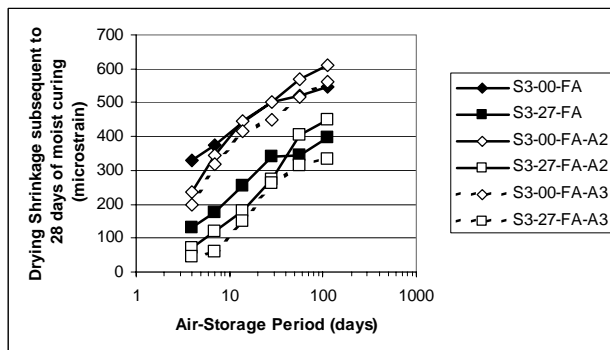 Drying Shrinkage subsequent to
28 days of moist curing
(microstrain)
700
600
500
400
300
200
100
0
1
10
100
1000
Air-Storage Period (days)
S3-00-FA
S3-27-FA
S3-00-FA-A2
S3-27-FA-A2
S3-00-FA-A3
S3-27-FA-A3